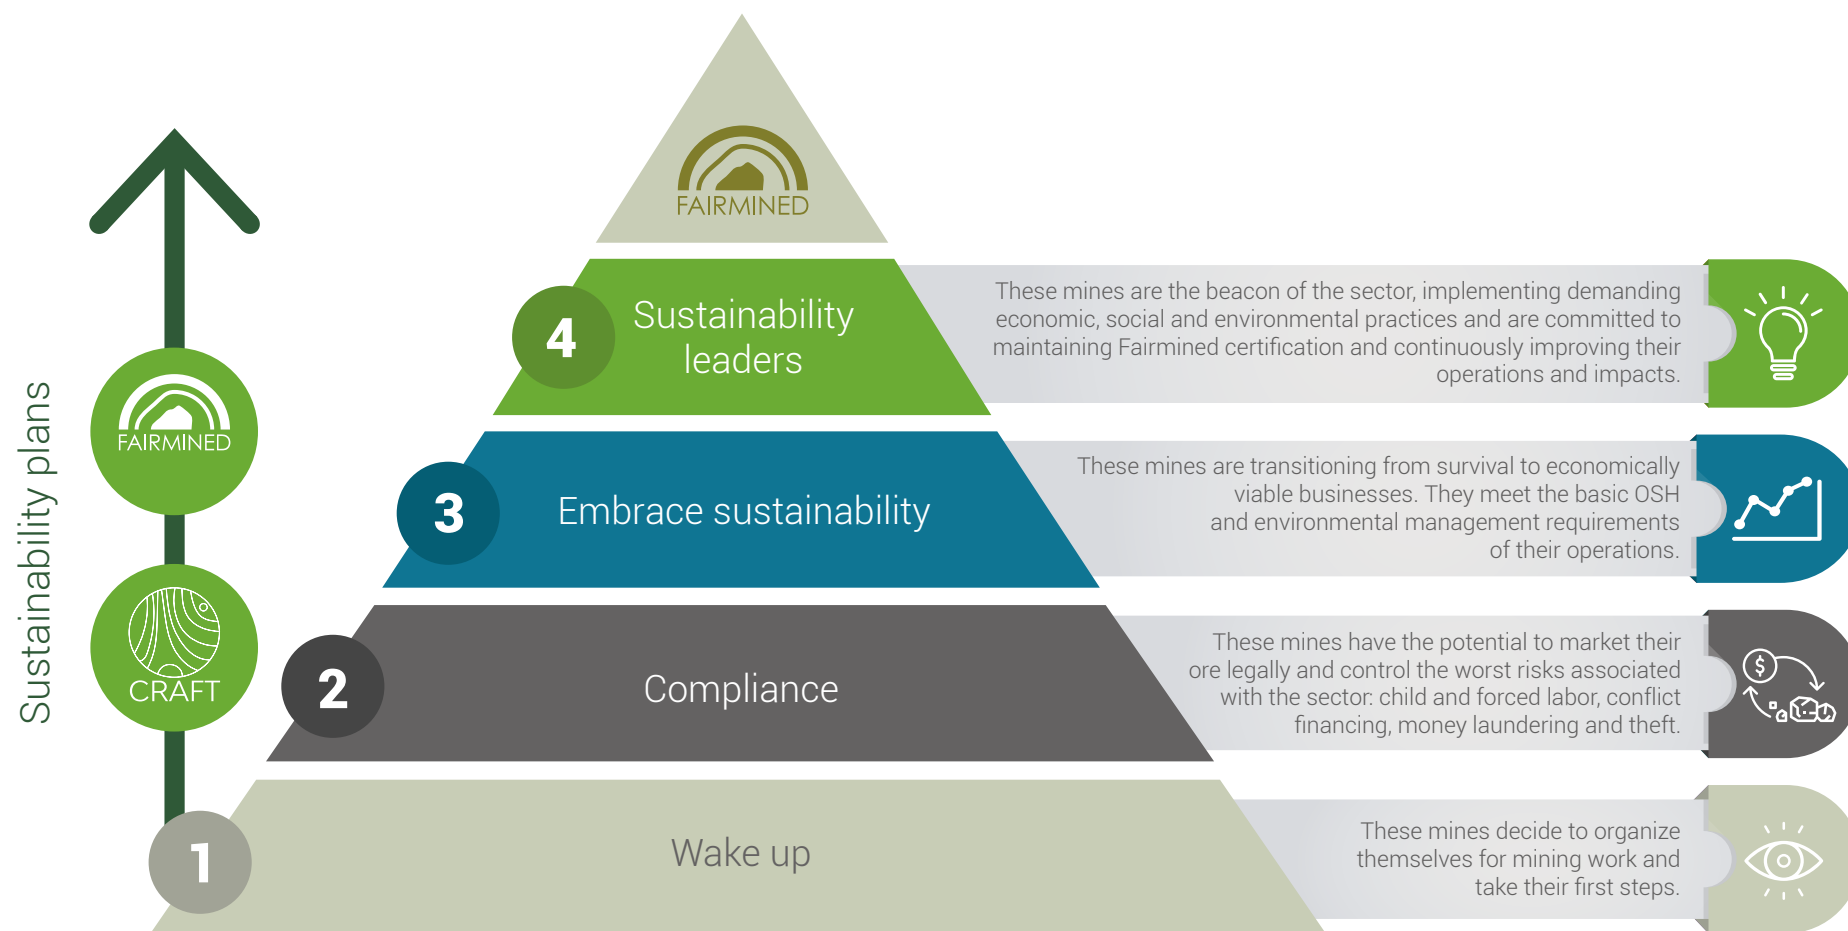 FAIRMINED
Sustainability plans
FAIRMINED
CRAFT
4
Sustainability
leaders
These mines are the beacon of the sector, implementing demanding
economic, social and environmental practices and are committed to
maintaining Fairmined certification and continuously improving their
operations and impacts.
3
Embrace sustainability
These mines are transitioning from survival to economically
viable businesses. They meet the basic OSH
and environmental management requirements
of their operations.
2
Compliance
These mines have the potential to market their
ore legally and control the worst risks associated
with the sector: child and forced labor, conflict
financing, money laundering and theft.
$
1
Wake up
These mines decide to organize
themselves for mining work and
take their first steps.